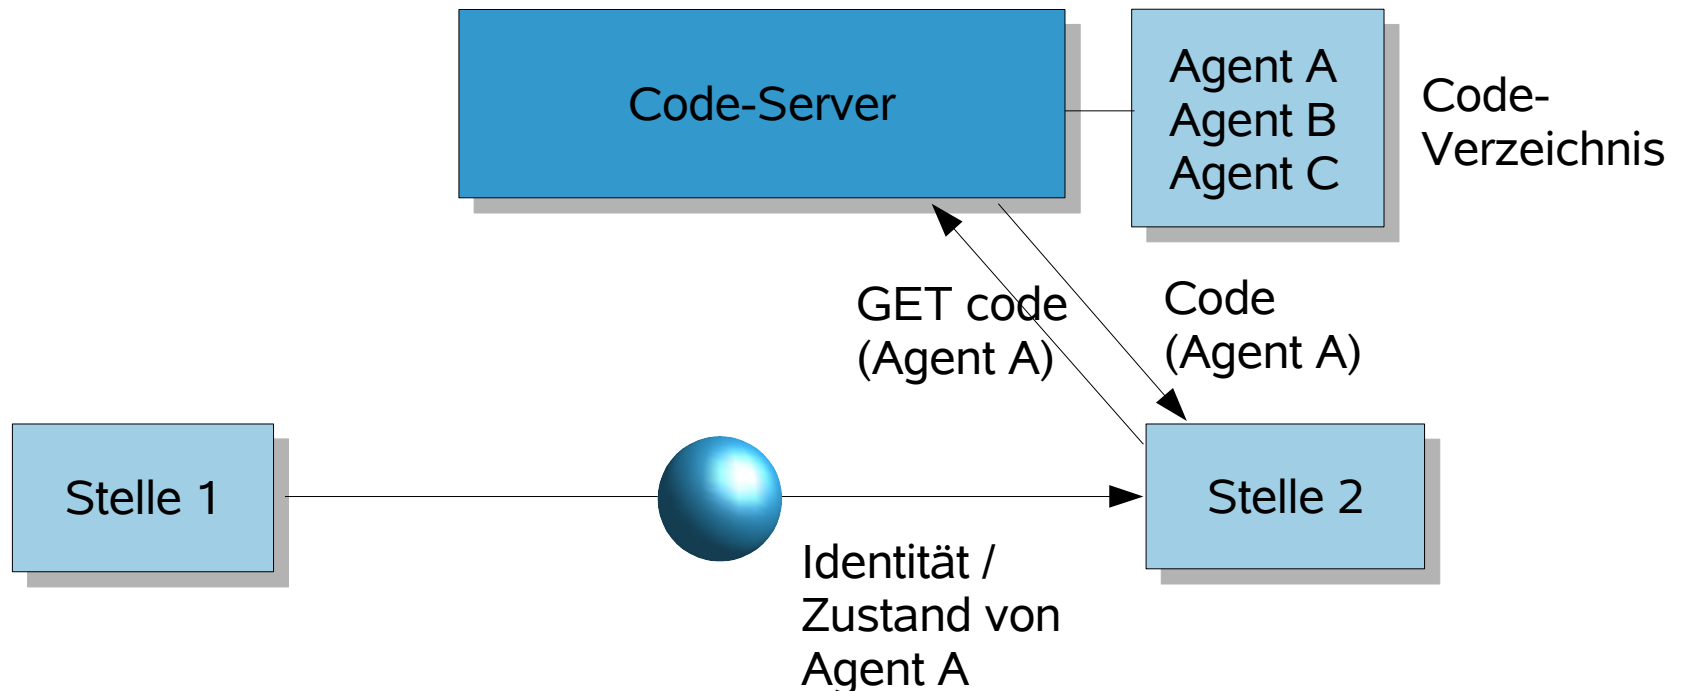 Code-Server
Agent A
Agent B
Agent C
Code-
Verzeichnis
GET code
(Agent A)
Code
(Agent A)
Stelle 1
Stelle 2
Identität /
Zustand von
Agent A